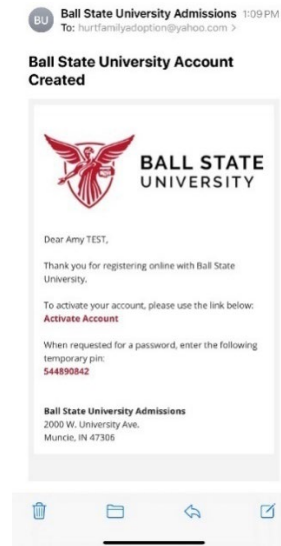 BU
Ball State University Admissions 1:09 PM
To: hurtfamilyadoption@yahoo.com >
Ball State University Account
Created
BALL STATE
UNIVERSITY
Dear Amy TEST,
Thank you for registering online with Ball State
University.
To activate your account, please use the link below:
Activate Account
When requested for a password, enter the following
temporary pin:
544890842
Ball State University Admissions
2000 W. University Ave.
Muncie, IN 47306